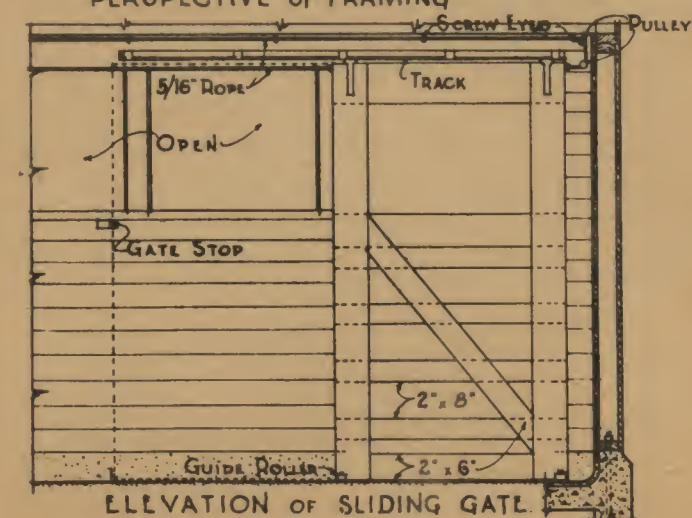 PERSPECTIVE OF FRAMING
SCREW EYES
PULLEY
5/16" ROPE
TRACK
OPEN
GATE STOP
2" x 8"
GUIDE ROLLER
2" x 6"
ELEVATION OF SLIDING GATE